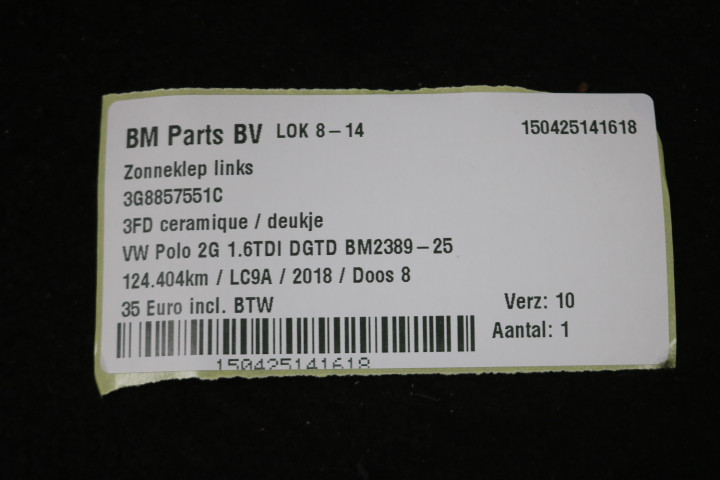 BM Parts BV LOK 8-14 150425141618
Zonneklep links
3G8857551C
3FD ceramique / deukje
VW Polo 2G 1.6TDI DGTD BM2389-25
124.404km / LC9A / 2018 / Doos 8
35 Euro incl. BTW Verz: 10
Aantal: 1
150425141618